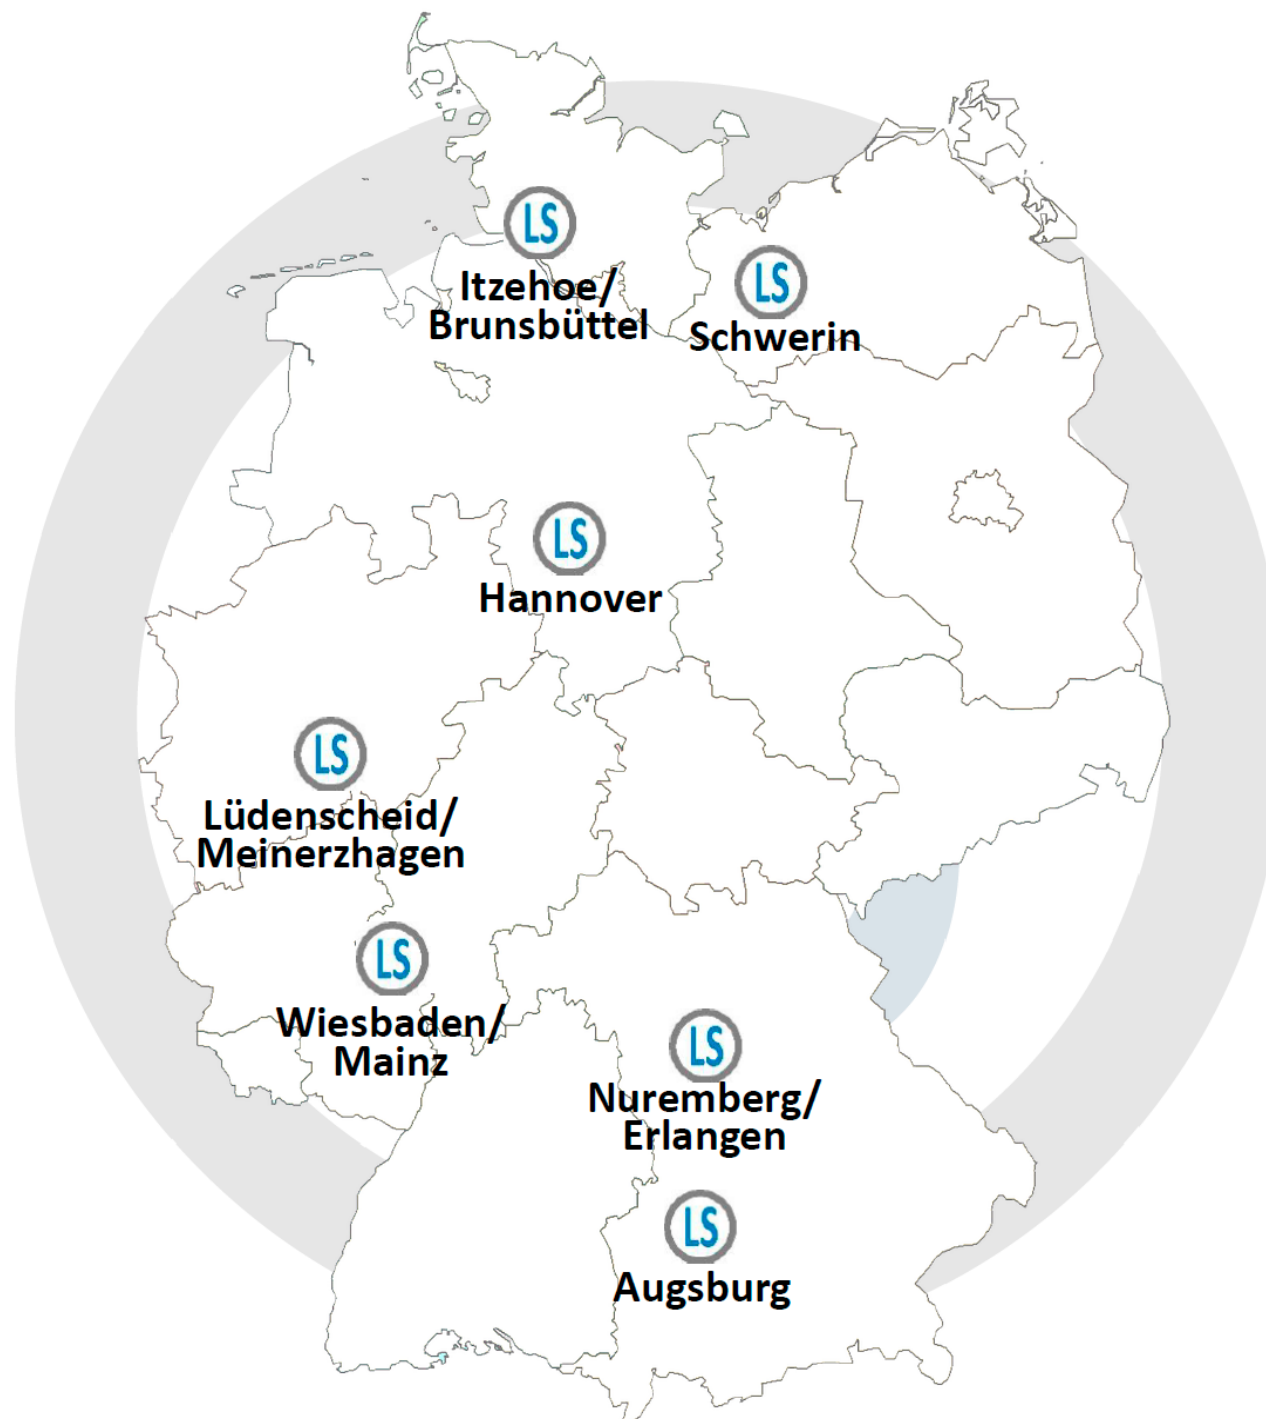 LS
Itzehoe/
Brunsbüttel
LS
Schwerin
LS
Hannover
LS
Lüdenscheid/
Meinerzhagen
LS
Wiesbaden/
Mainz
LS
Nuremberg/
Erlangen
LS
Augsburg